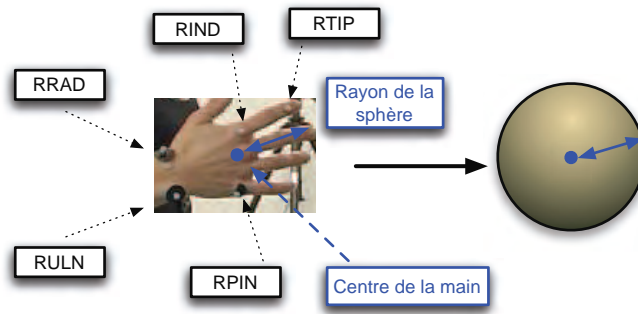 RIND
RTIP
RRAD
Rayon de la
sphère
RULN
RPIN
Centre de la main